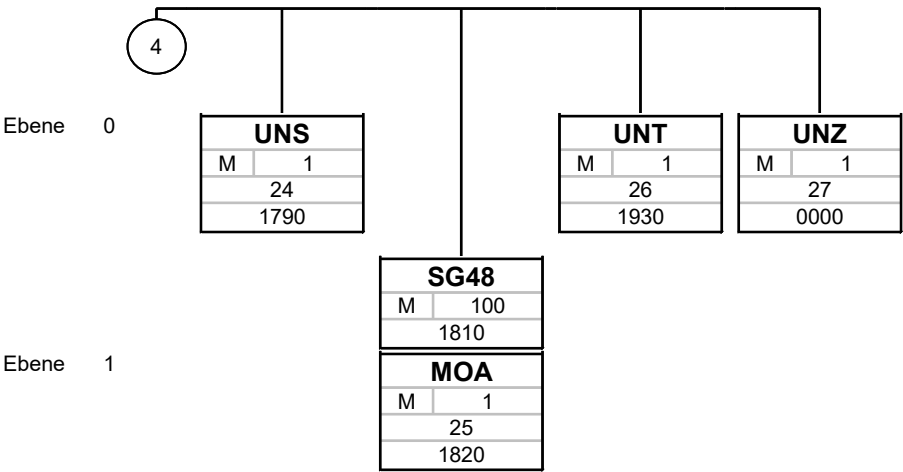 4
Ebene 0
UNS
M 1
24
1790
UNT
M 1
26
1930
UNZ
M 1
27
0000
SG48
M 100
1810
Ebene 1
MOA
M 1
25
1820